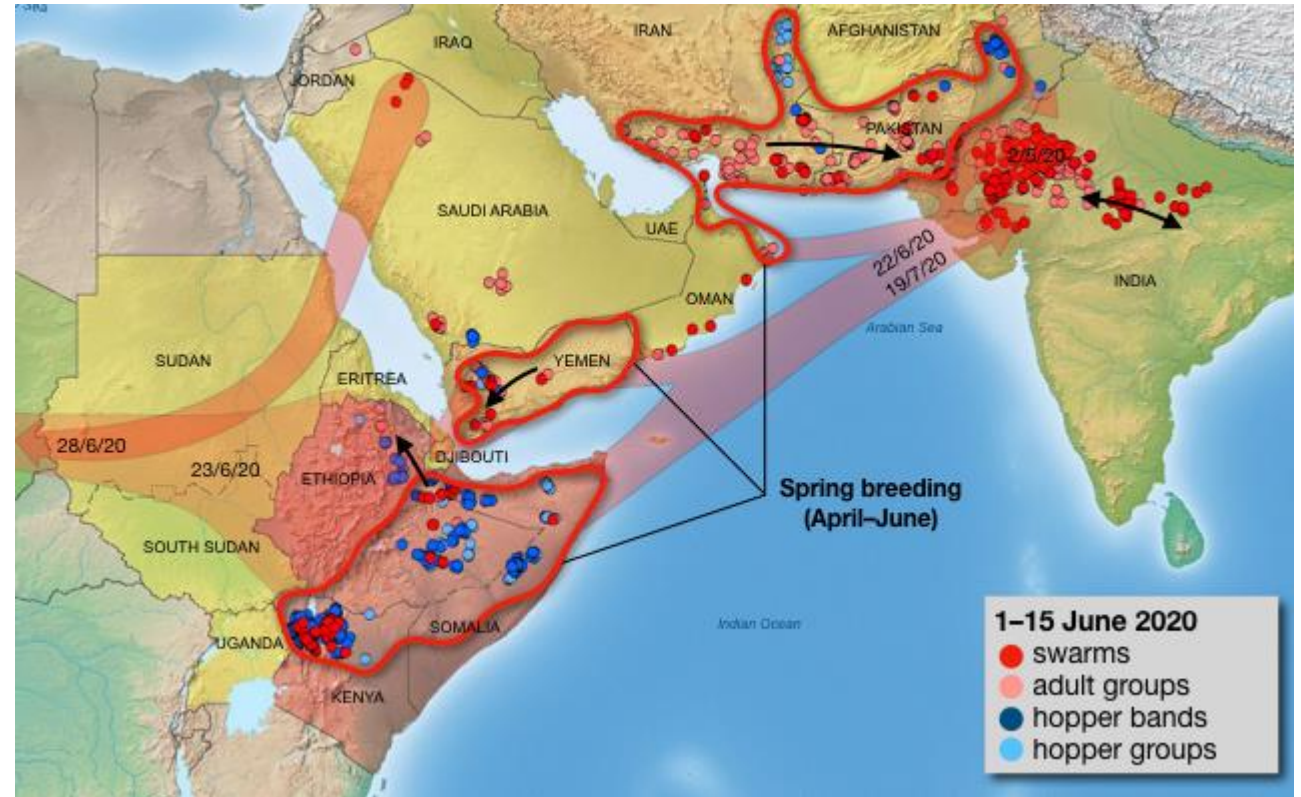 IRAN
AFGHANISTAN
IRAQ
JORDAN
PAKISTAN
2/5/20
SAUDI ARABIA
UAE
22/6/20
19/7/20
INDIA
OMAN
Arabian Sea
SUDAN
YEMEN
ERITREA
28/6/20
23/6/20
DJIBOUTI
ETHIOPIA
Spring breeding
(April–June)
SOUTH SUDAN
Indian Ocean
SOMALIA
UGANDA
KENYA
1–15 June 2020
swarms
adult groups
hopper bands
hopper groups